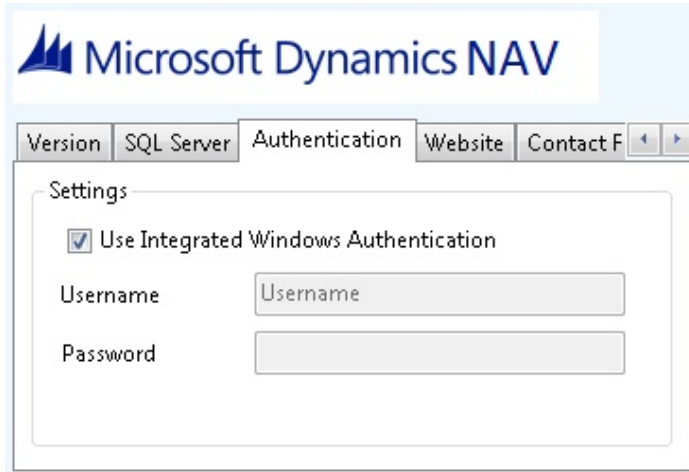 Microsoft Dynamics NAV
Version SQL Server Authentication Website Contact F
Settings
Use Integrated Windows Authentication
Username Username
Password